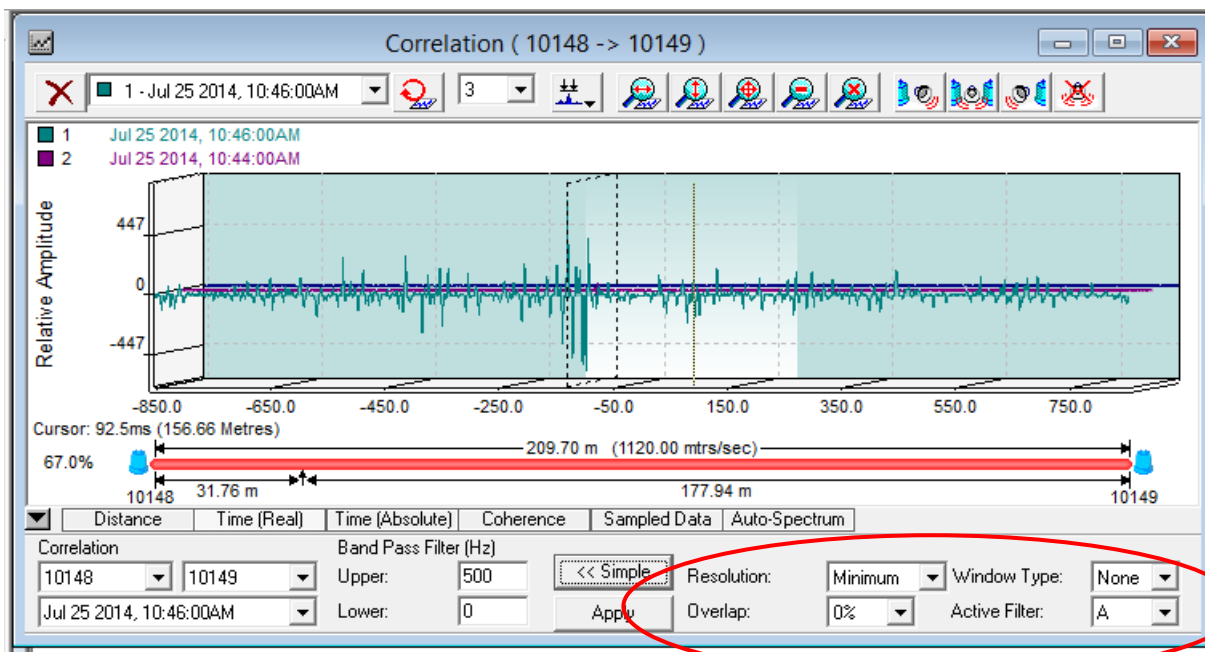 Correlation ( 10148 -> 10149 )
1 - Jul 25 2014, 10:46:00AM 3
1 Jul 25 2014, 10:46:00AM
2 Jul 25 2014, 10:44:00AM
Relative Amplitude
447
0
-447
-850.0 -650.0 -450.0 -250.0 -50.0 150.0 350.0 550.0 750.0
Cursor: 92.5ms (156.66 Metres)
209.70 m (1120.00 mtrs/sec)
67.0%
10148 31.76 m 177.94 m 10149
Distance Time (Real) Time (Absolute) Coherence Sampled Data Auto-Spectrum
Correlation Band Pass Filter (Hz)
10148 10149 Upper: 500 << Simple Resolution: Minimum Window Type: None
Jul 25 2014, 10:46:00AM Lower: 0 Apply Overlap: 0% Active Filter: A